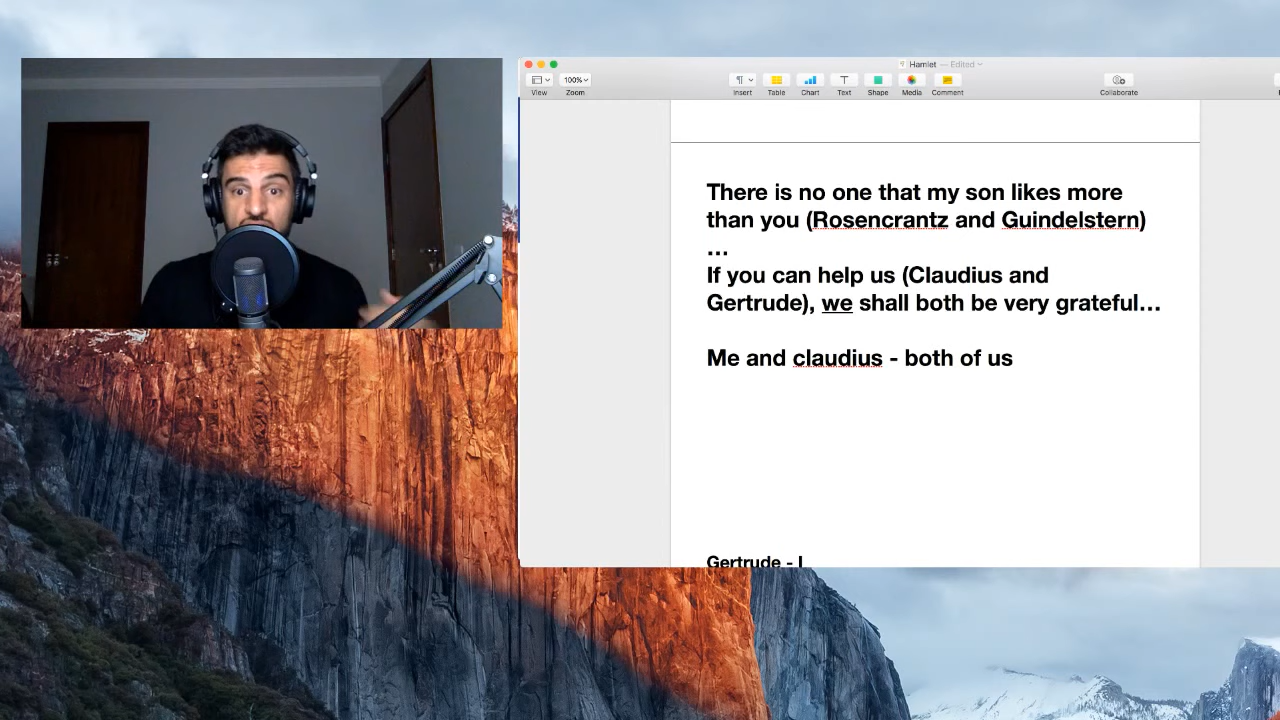 Hamlet — Edited
100%
View
Zoom
Insert
Table
Chart
Text
Shape
Media
Comment
Collaborate
There is no one that my son likes more
than you (Rosencrantz and Guindelstern)
…
If you can help us (Claudius and
Gertrude), we shall both be very grateful…
Me and claudius - both of us
Gertrude - I